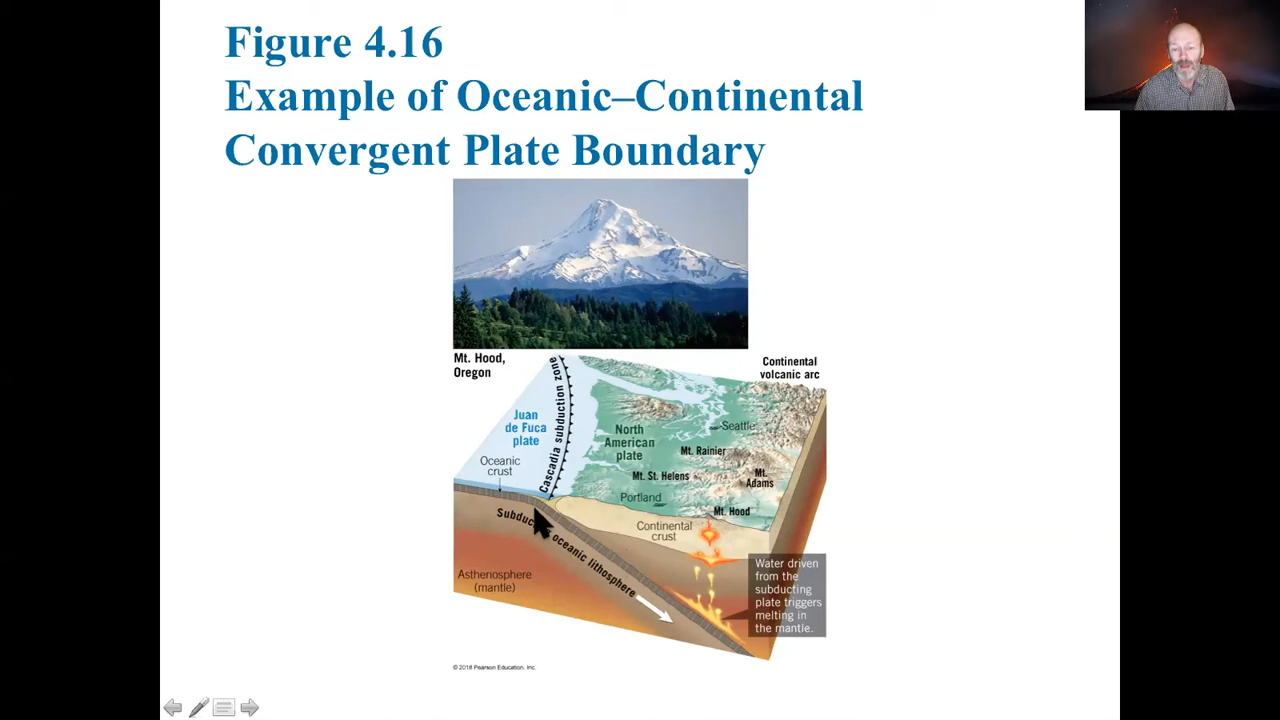 Figure 4.16
Example of Oceanic–Continental
Convergent Plate Boundary
Mt. Hood,
Oregon
Continental
volcanic arc
Cascadia subduction zone
Juan
de Fuca
plate
North
American
plate
Seattle
Mt. Rainier
Oceanic
crust
Mt. St. Helens
Mt.
Adams
Portland
Mt. Hood
Continental
crust
oceanic lithosphere
Asthenosphere
(mantle)
Water driven
from the
subducting
plate triggers
melting in
the mantle.
© 2018 Pearson Education, Inc.